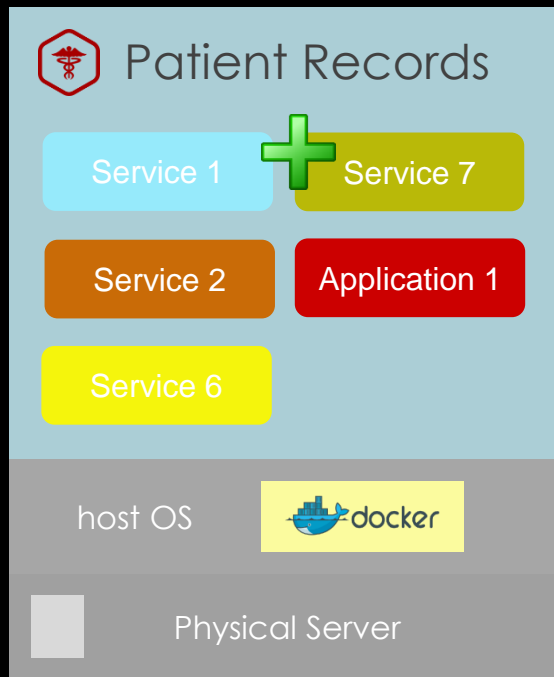 Patient Records
Service 1
Service 7
Service 2
Application 1
Service 6
host OS
docker
Physical Server